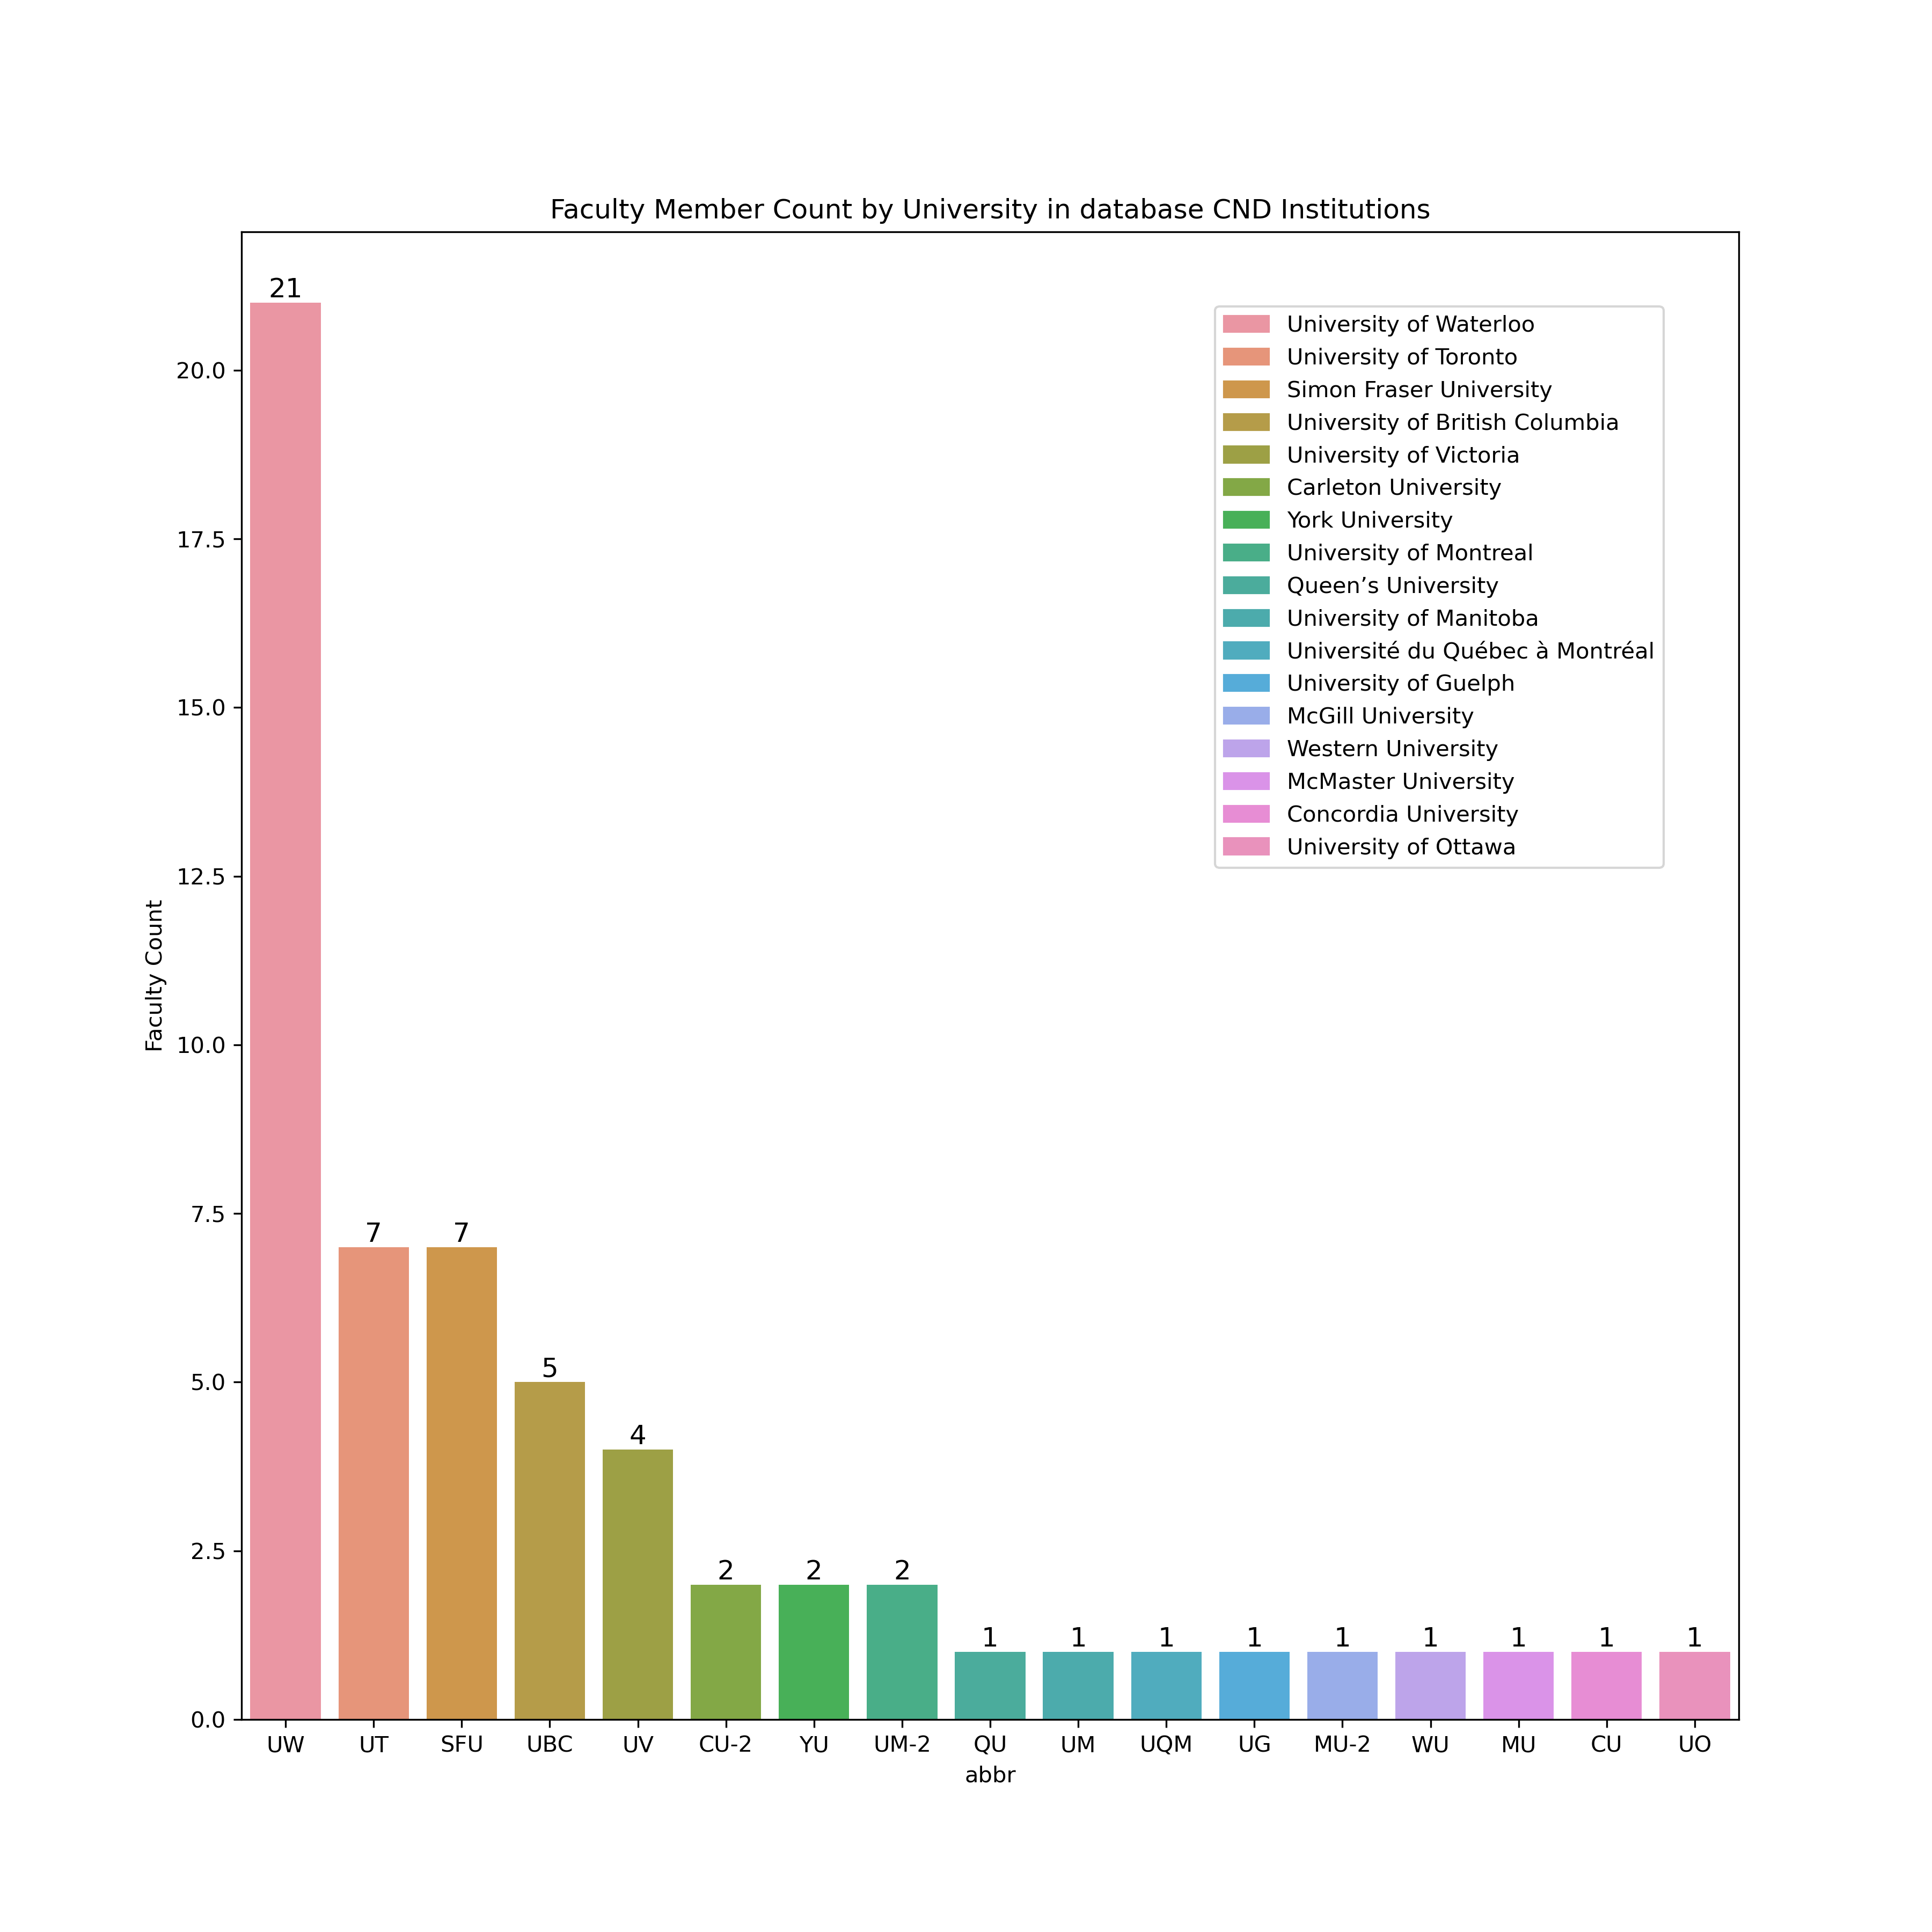 Faculty Member Count by University in database CND Institutions
21
University of Waterloo
University of Toronto
Simon Fraser University
University of British Columbia
University of Victoria
Carleton University
York University
University of Montreal
Queen’s University
University of Manitoba
Université du Québec à Montréal
University of Guelph
McGill University
Western University
McMaster University
Concordia University
University of Ottawa
20.0
17.5
15.0
12.5
10.0
7.5
5.0
2.5
0.0
Faculty Count
7 7
5
4
2 2 2
1 1 1 1 1 1 1 1 1
UW UT SFU UBC UV CU-2 YU UM-2 QU UM UQM UG MU-2 WU MU CU UO
abbr